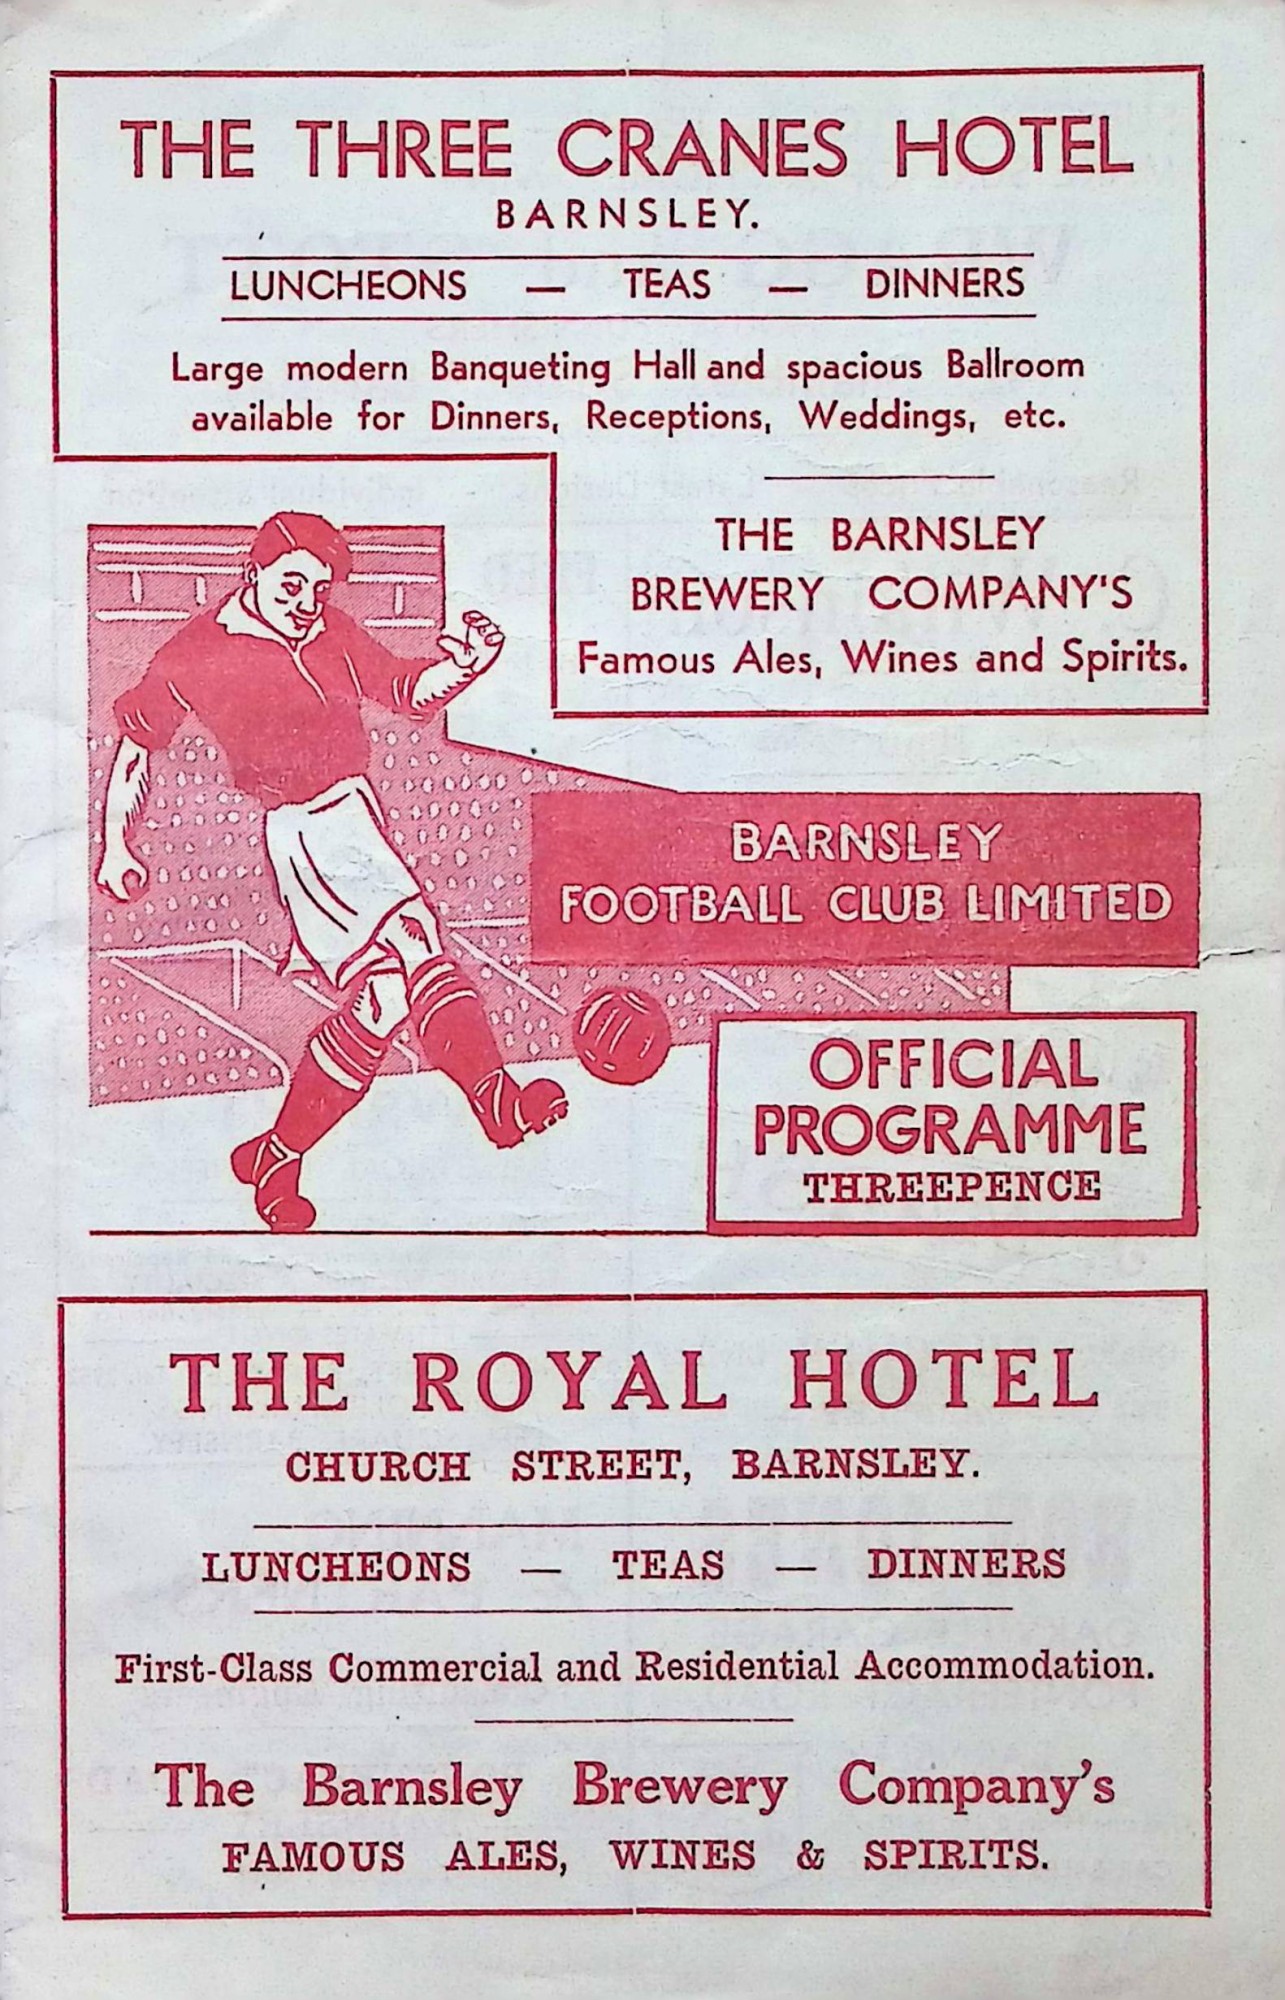 THE THREE CRANES HOTEL
BARNSLEY.
LUNCHEONS — TEAS — DINNERS
Large modern Banqueting Hall and spacious Ballroom
available for Dinners, Receptions, Weddings, etc.
THE BARNSLEY
BREWERY COMPANY'S
Famous Ales, Wines and Spirits.
BARNSLEY
FOOTBALL CLUB LIMITED
OFFICIAL
PROGRAMME
THREEPENCE
THE ROYAL HOTEL
CHURCH STREET, BARNSLEY.
LUNCHEONS — TEAS — DINNERS
First-Class Commercial and Residential Accommodation.
The Barnsley Brewery Company's
FAMOUS ALES, WINES & SPIRITS.